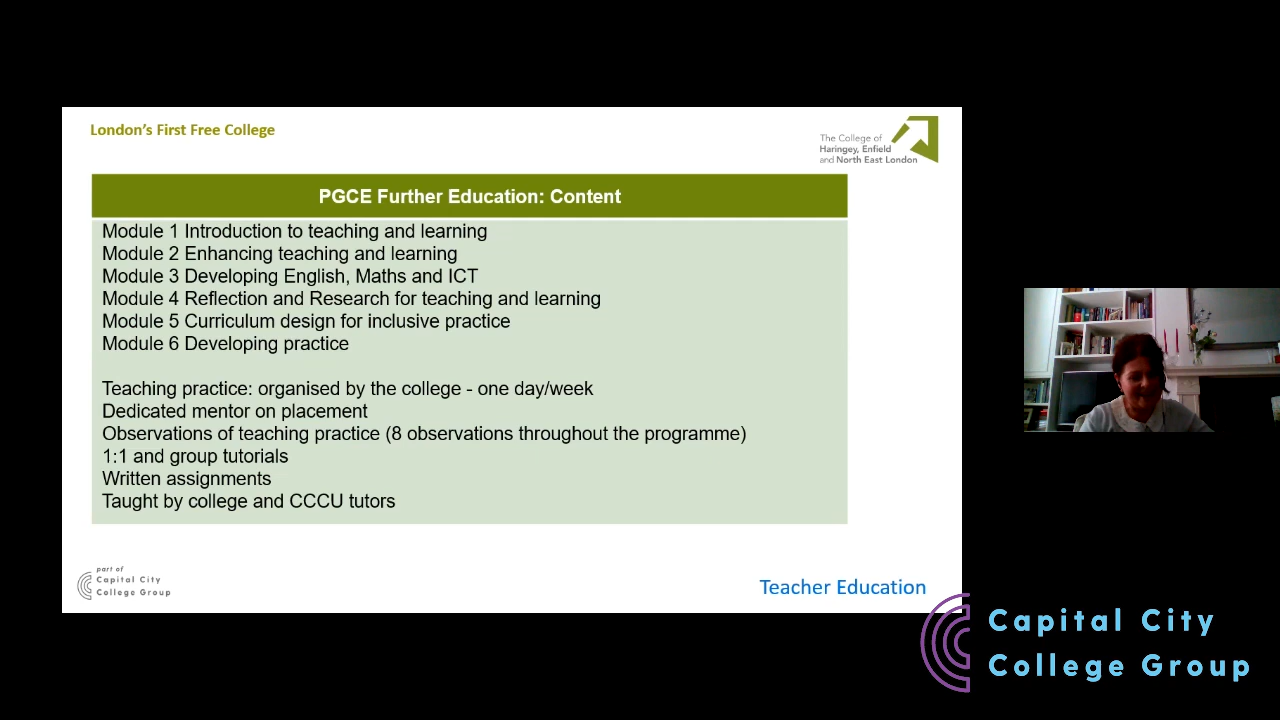 London's First Free College
The College of
Haringey, Enfield
and North East London
PGCE Further Education: Content
Module 1 Introduction to teaching and learning
Module 2 Enhancing teaching and learning
Module 3 Developing English, Maths and ICT
Module 4 Reflection and Research for teaching and learning
Module 5 Curriculum design for inclusive practice
Module 6 Developing practice
Teaching practice: organised by the college - one day/week
Dedicated mentor on placement
Observations of teaching practice (8 observations throughout the programme)
1:1 and group tutorials
Written assignments
Taught by college and CCCU tutors
part of
Capital City
College Group
Teacher Education
Capital City
College Group